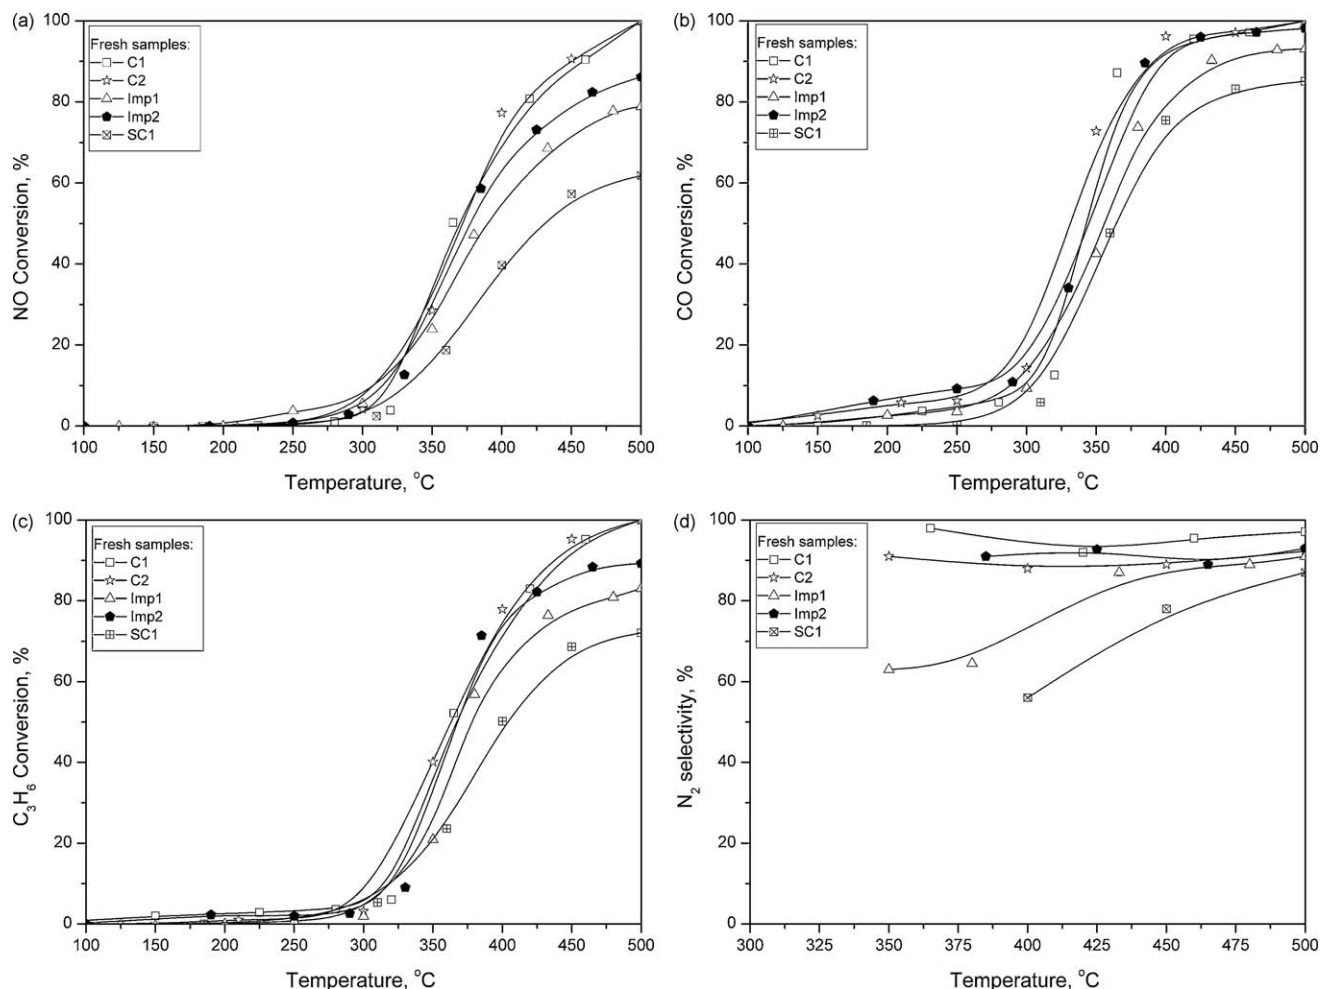 (a)
100
80
60
40
20
0
NO Conversion, %
Fresh samples:
C1
C2
Imp1
Imp2
SC1
100 150 200 250 300 350 400 450 500
Temperature, °C
(b)
100
80
60
40
20
0
CO Conversion, %
Fresh samples:
C1
C2
Imp1
Imp2
SC1
100 150 200 250 300 350 400 450 500
Temperature, °C
(c)
100
80
60
40
20
0
C₃H₆ Conversion, %
Fresh samples:
C1
C2
Imp1
Imp2
SC1
100 150 200 250 300 350 400 450 500
Temperature, °C
(d)
100
80
60
40
20
0
N₂ selectivity, %
Fresh samples:
C1
C2
Imp1
Imp2
SC1
300 325 350 375 400 425 450 475 500
Temperature, °C